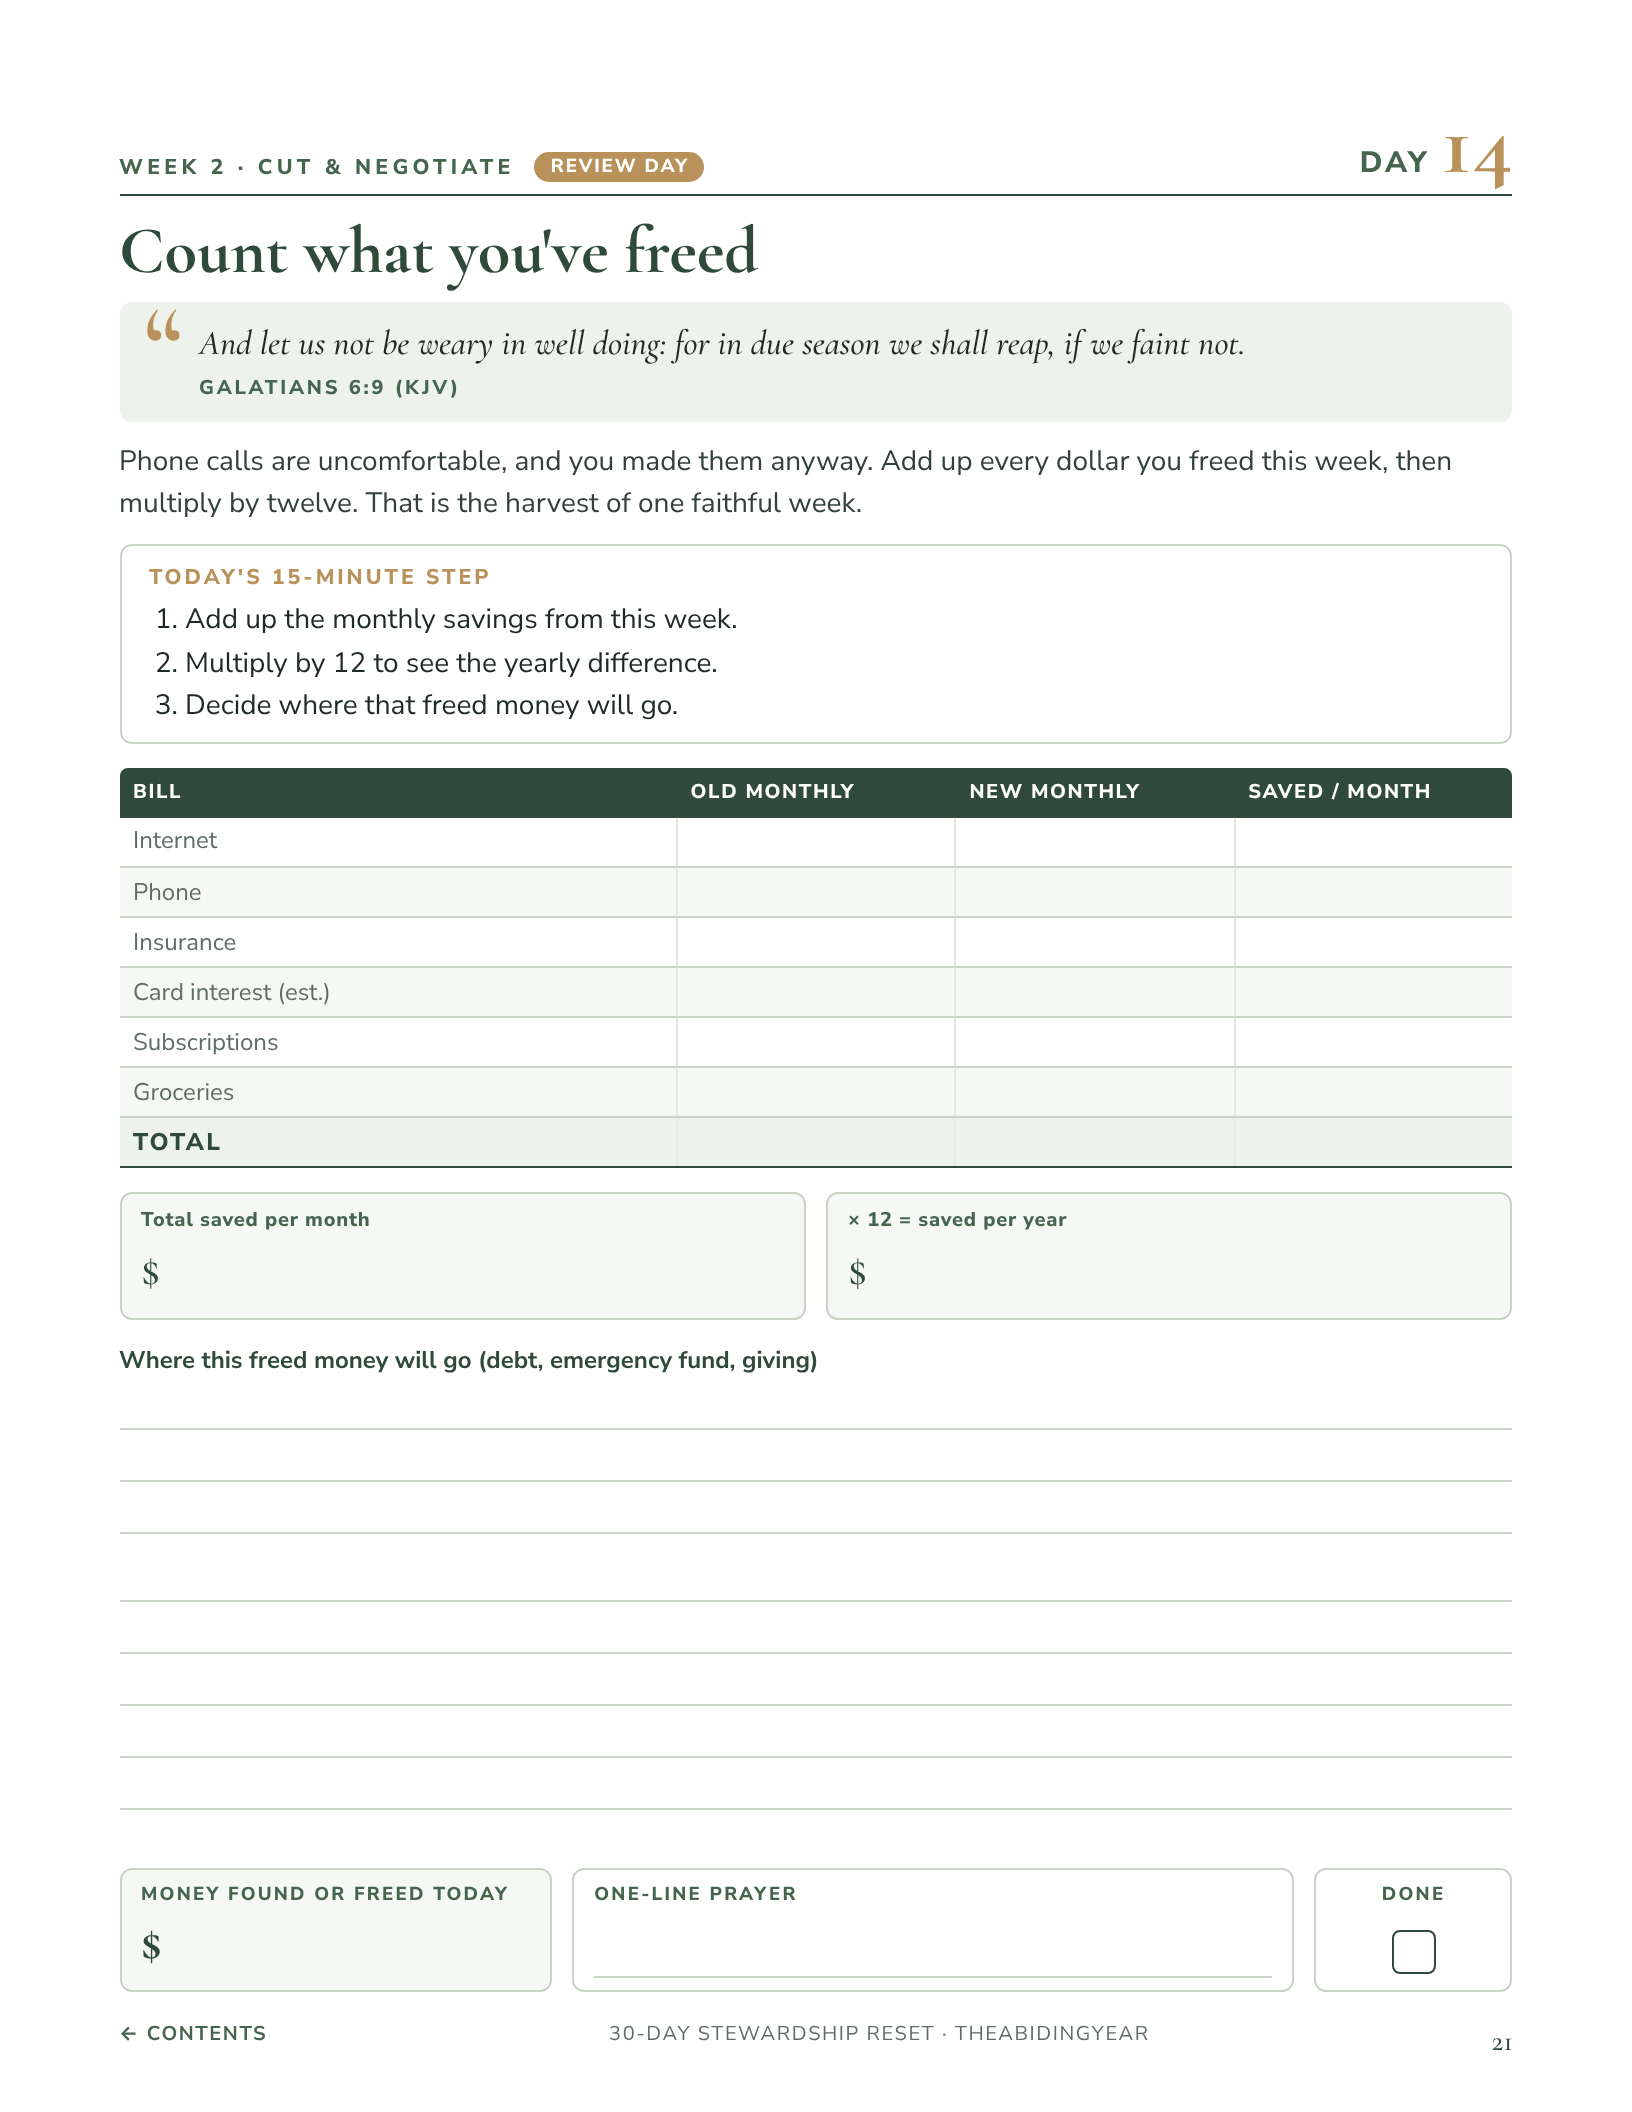 WEEK 2 · CUT & NEGOTIATE REVIEW DAY DAY 14
Count what you've freed
“ And let us not be weary in well doing: for in due season we shall reap, if we faint not.
GALATIANS 6:9 (KJV)
Phone calls are uncomfortable, and you made them anyway. Add up every dollar you freed this week, then
multiply by twelve. That is the harvest of one faithful week.
TODAY'S 15-MINUTE STEP
1. Add up the monthly savings from this week.
2. Multiply by 12 to see the yearly difference.
3. Decide where that freed money will go.
BILL OLD MONTHLY NEW MONTHLY SAVED / MONTH
Internet
Phone
Insurance
Card interest (est.)
Subscriptions
Groceries
TOTAL
Total saved per month × 12 = saved per year
$ $
Where this freed money will go (debt, emergency fund, giving)
MONEY FOUND OR FREED TODAY ONE-LINE PRAYER DONE
$
← CONTENTS 30-DAY STEWARDSHIP RESET · THEABIDINGYEAR 21